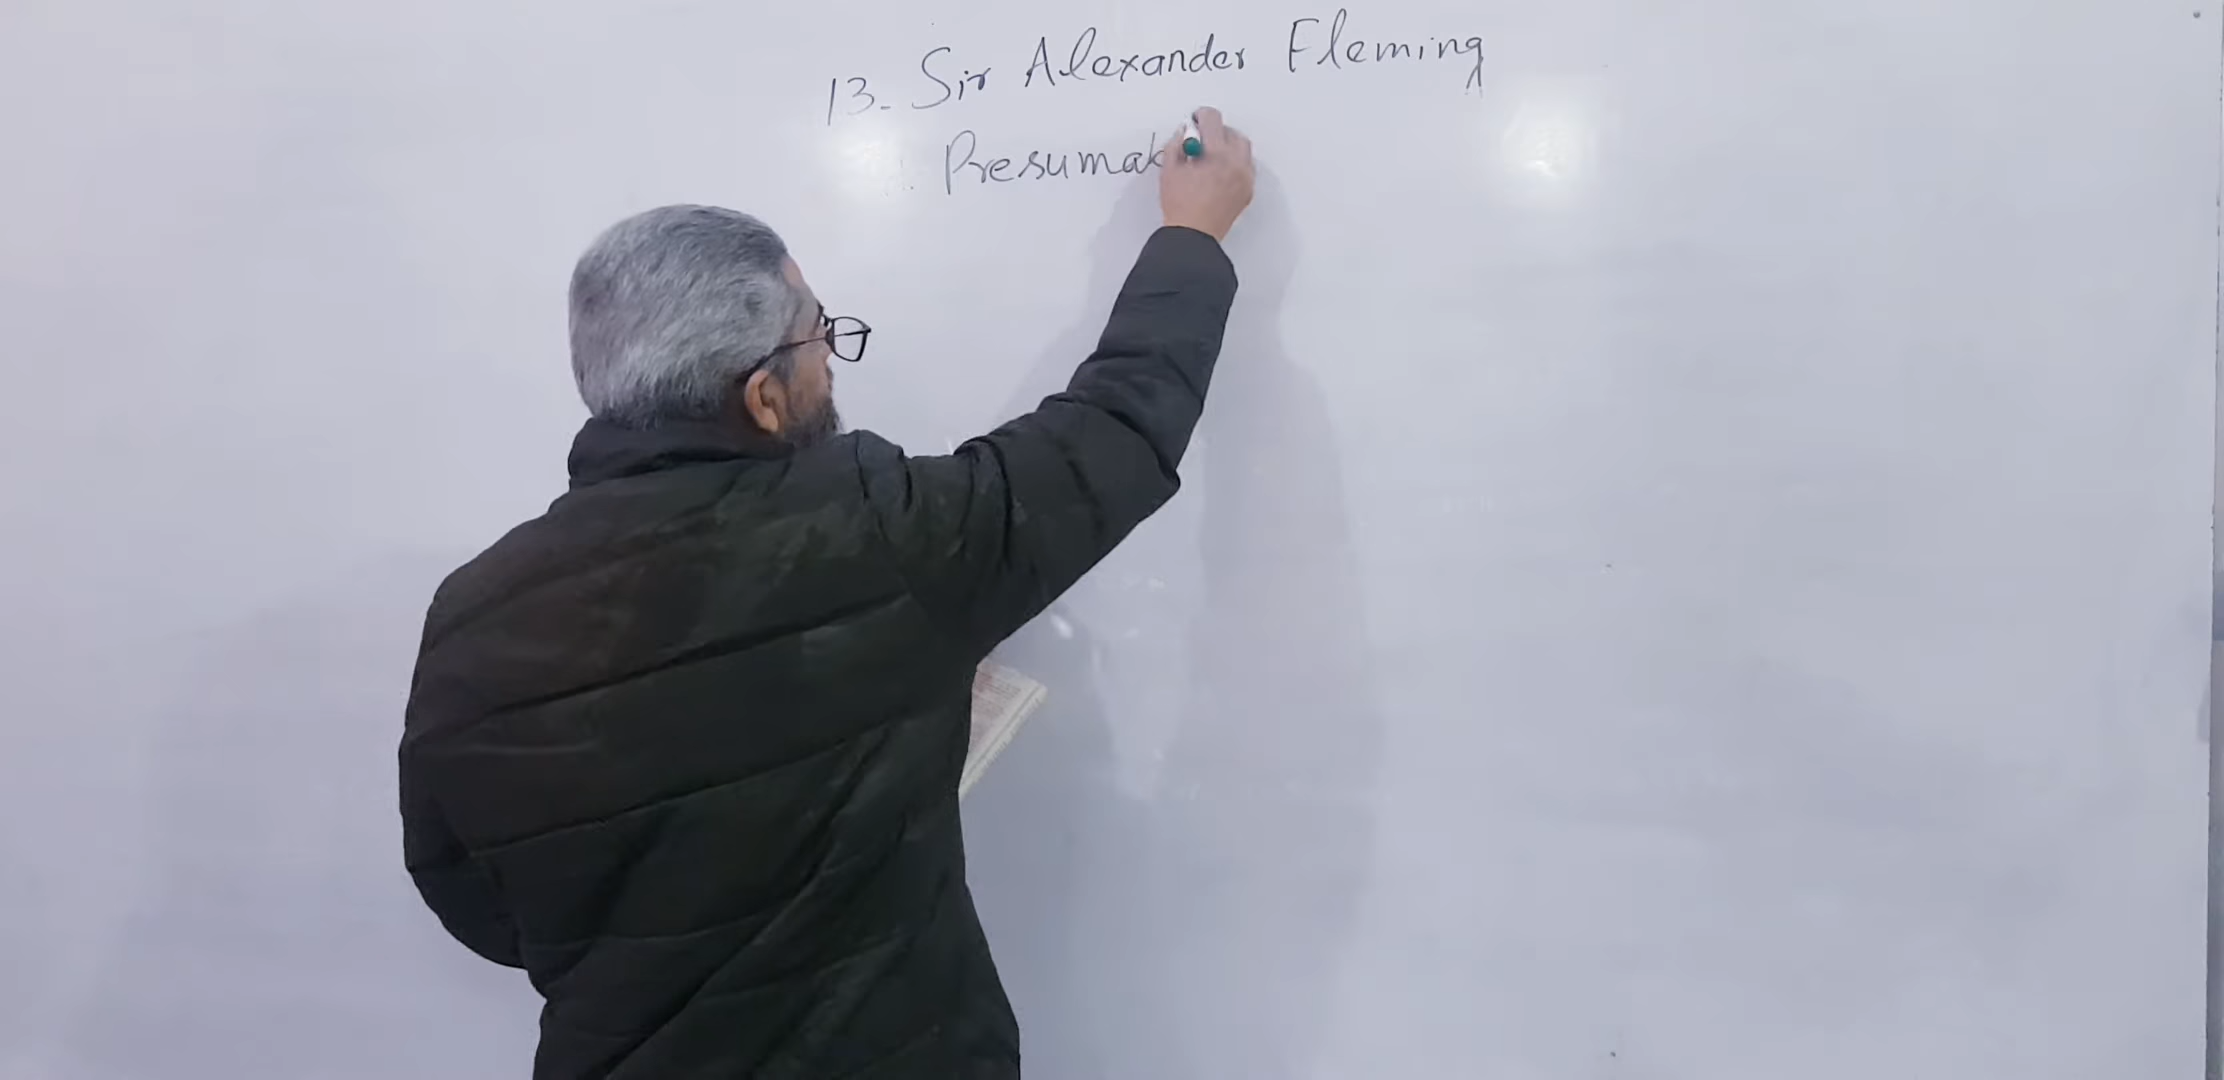 13- Sir Alexander Fleming
Presumab